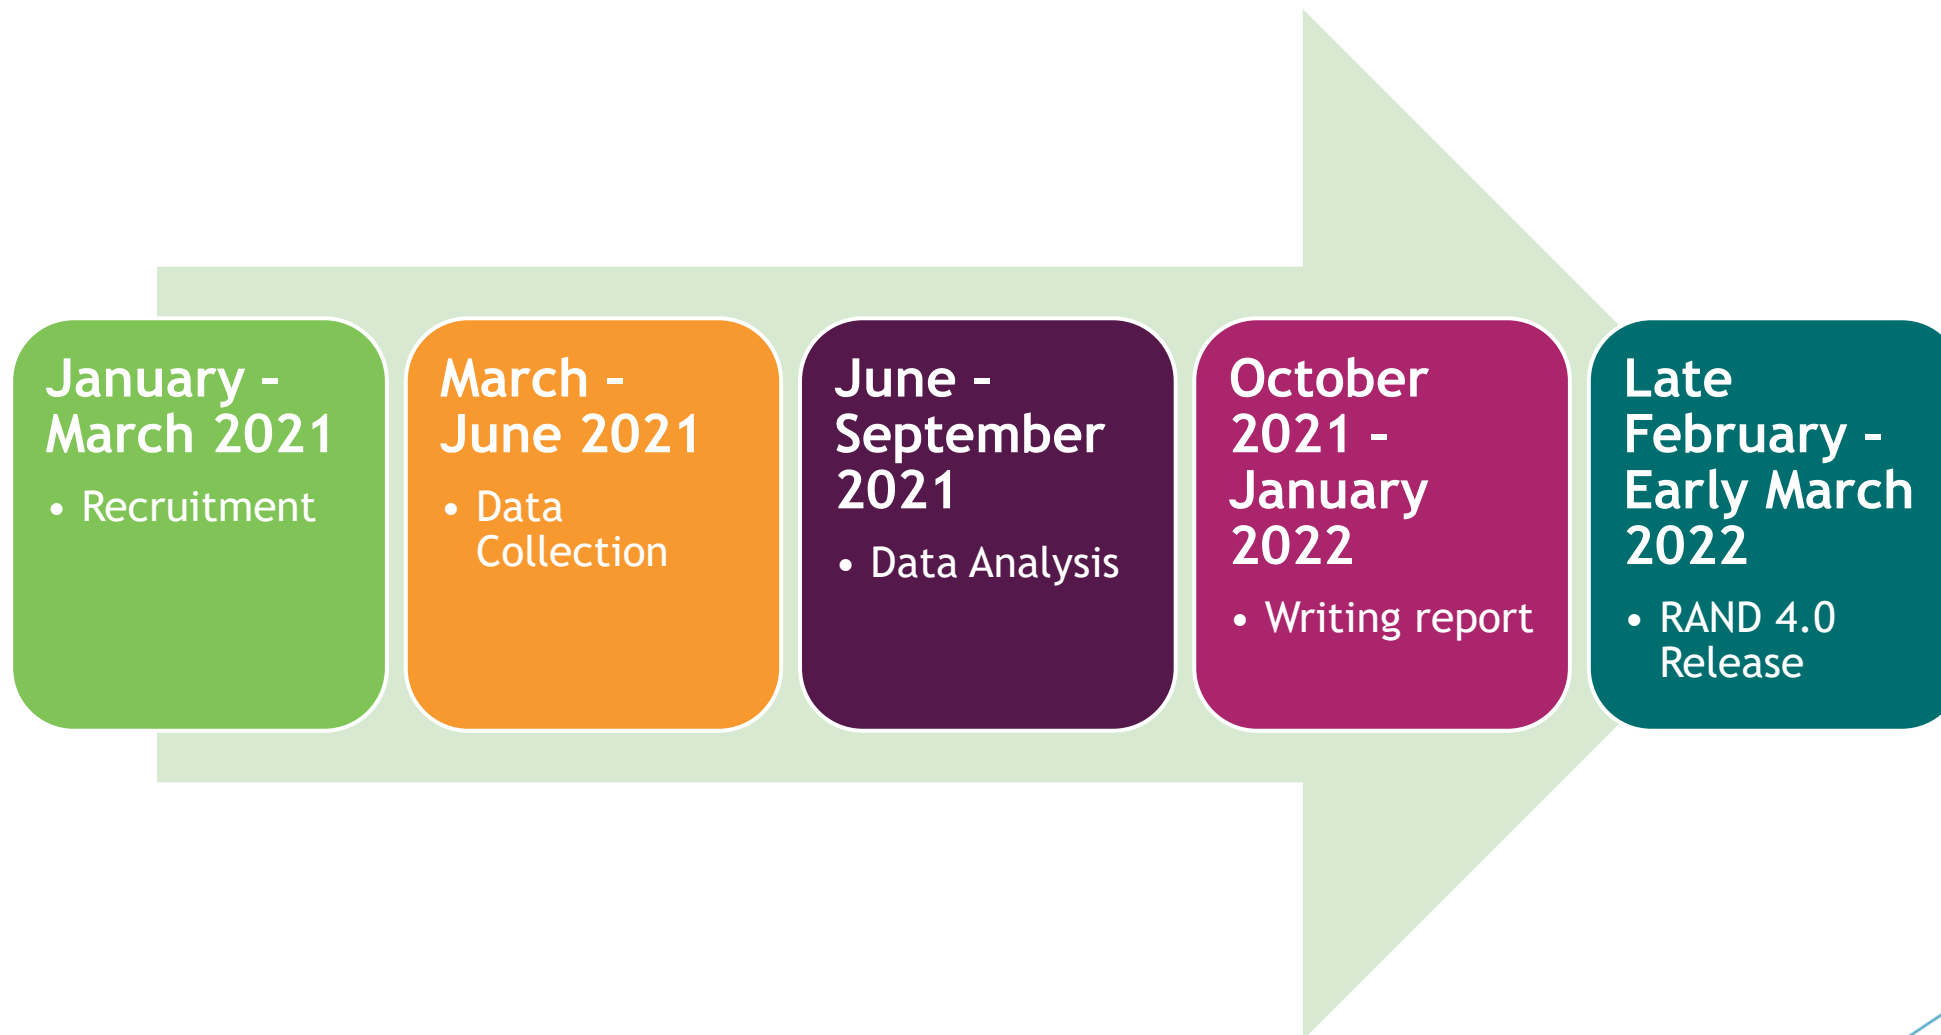 January –
March 2021
• Recruitment
March –
June 2021
• Data
Collection
June –
September
2021
• Data Analysis
October
2021 –
January
2022
• Writing report
Late
February –
Early March
2022
• RAND 4.0
Release